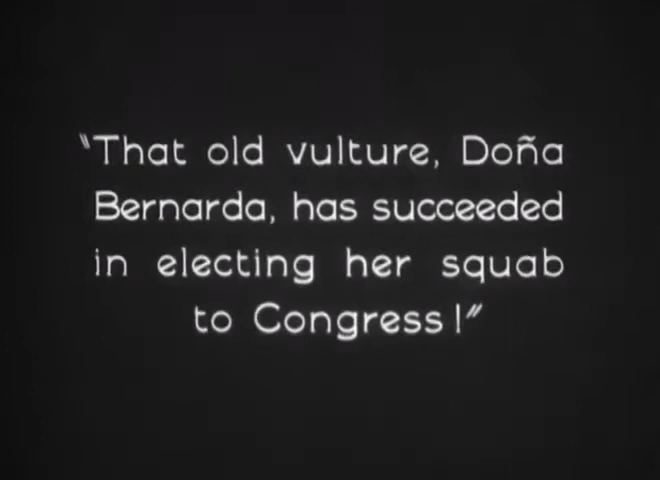 "That old vulture, Doña
Bernarda, has succeeded
in electing her squab
to Congress!"